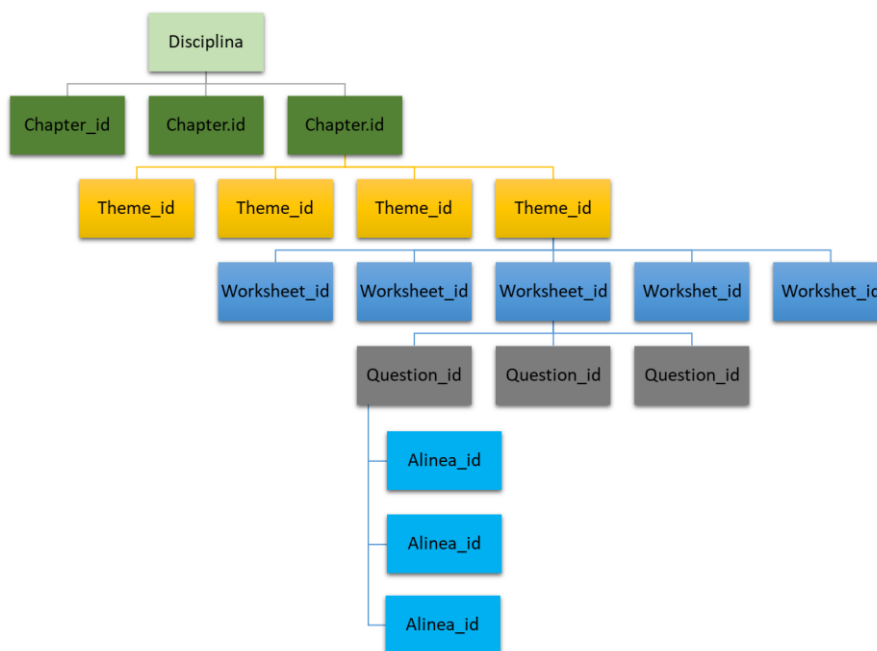 Disciplina
Chapter_id
Chapter.id
Chapter.id
Theme_id
Theme_id
Theme_id
Theme_id
Worksheet_id
Worksheet_id
Worksheet_id
Workshet_id
Workshet_id
Question_id
Question_id
Question_id
Alinea_id
Alinea_id
Alinea_id